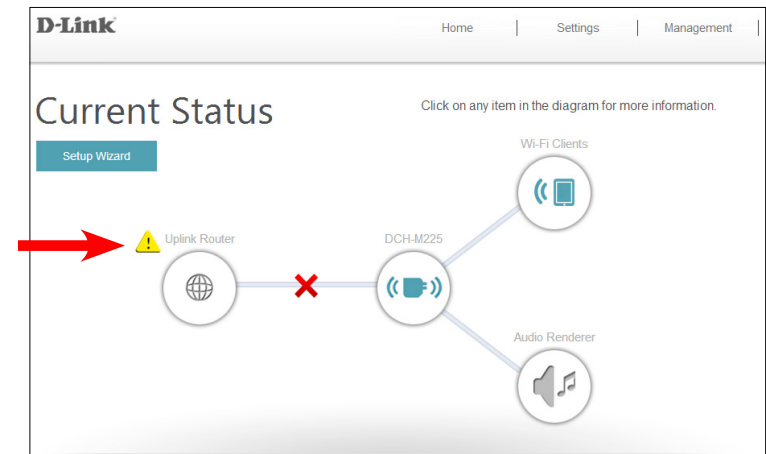 D-Link
Home | Settings | Management |
Current Status
Click on any item in the diagram for more information.
Setup Wizard
Wi-Fi Clients
Uplink Router
DCH-M225
Audio Renderer